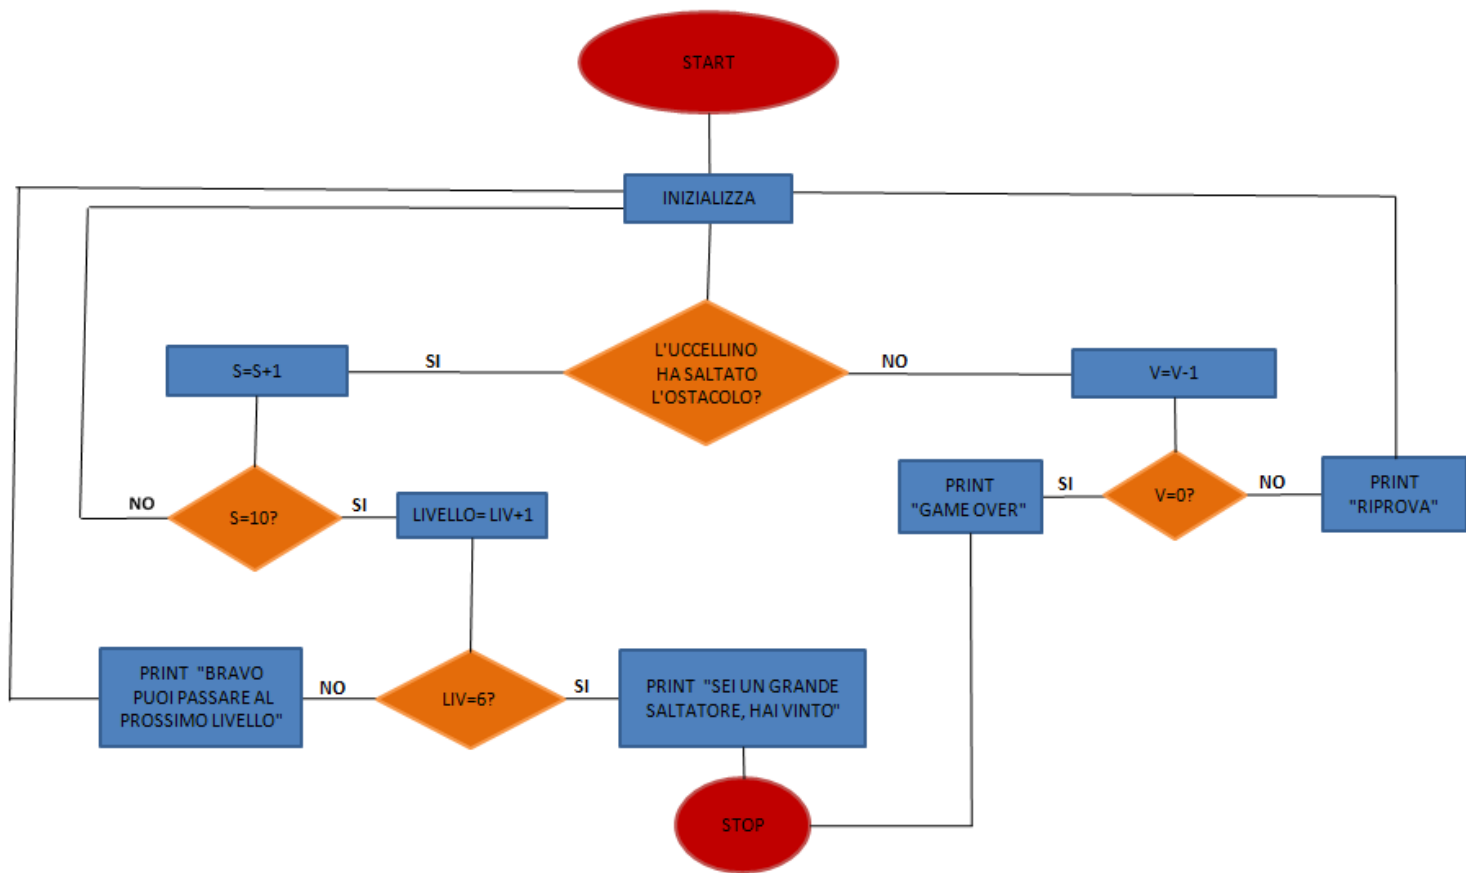 START
INIZIALIZZA
L'UCCELLINO
HA SALTATO
L'OSTACOLO?
SI
NO
S=S+1
V=V-1
S=10?
NO
SI
LIVELLO= LIV+1
PRINT
"GAME OVER"
SI
V=0?
NO
PRINT
"RIPROVA"
PRINT "BRAVO
PUOI PASSARE AL
PROSSIMO LIVELLO"
NO
LIV=6?
SI
PRINT "SEI UN GRANDE
SALTATORE, HAI VINTO"
STOP